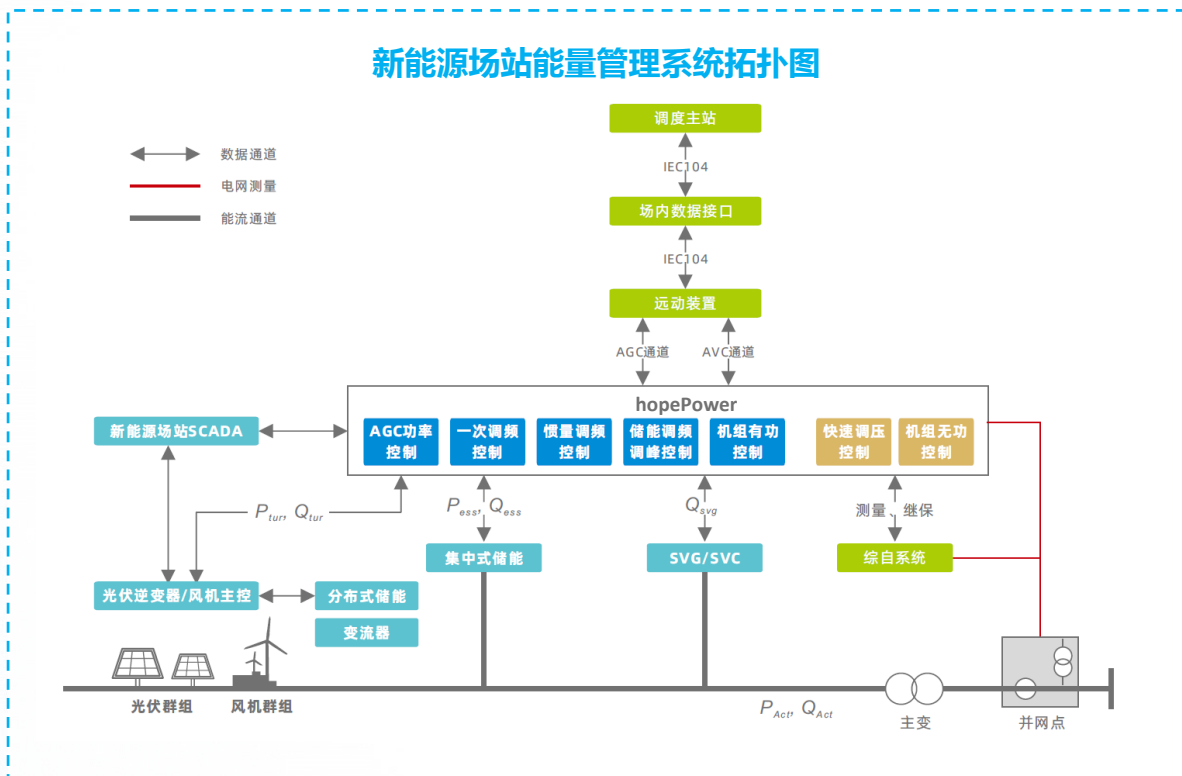 新能源场站能量管理系统拓扑图
调度主站
数据通道
IEC104
电网测量
场内数据接口
能流通道
IEC104
远动装置
AGC通道
AVC通道
hopePower
新能源场站SCADA
AGC功率
控制
一次调频
控制
惯量调频
控制
储能调频
调峰控制
机组有功
控制
快速调压
控制
机组无功
控制
Ptur, Qtur
Pess, Qess
Qsvg
测量、继保
集中式储能
SVG/SVC
综自系统
光伏逆变器/风机主控
分布式储能
变流器
光伏群组
风机群组
PAct, QAct
主变
并网点